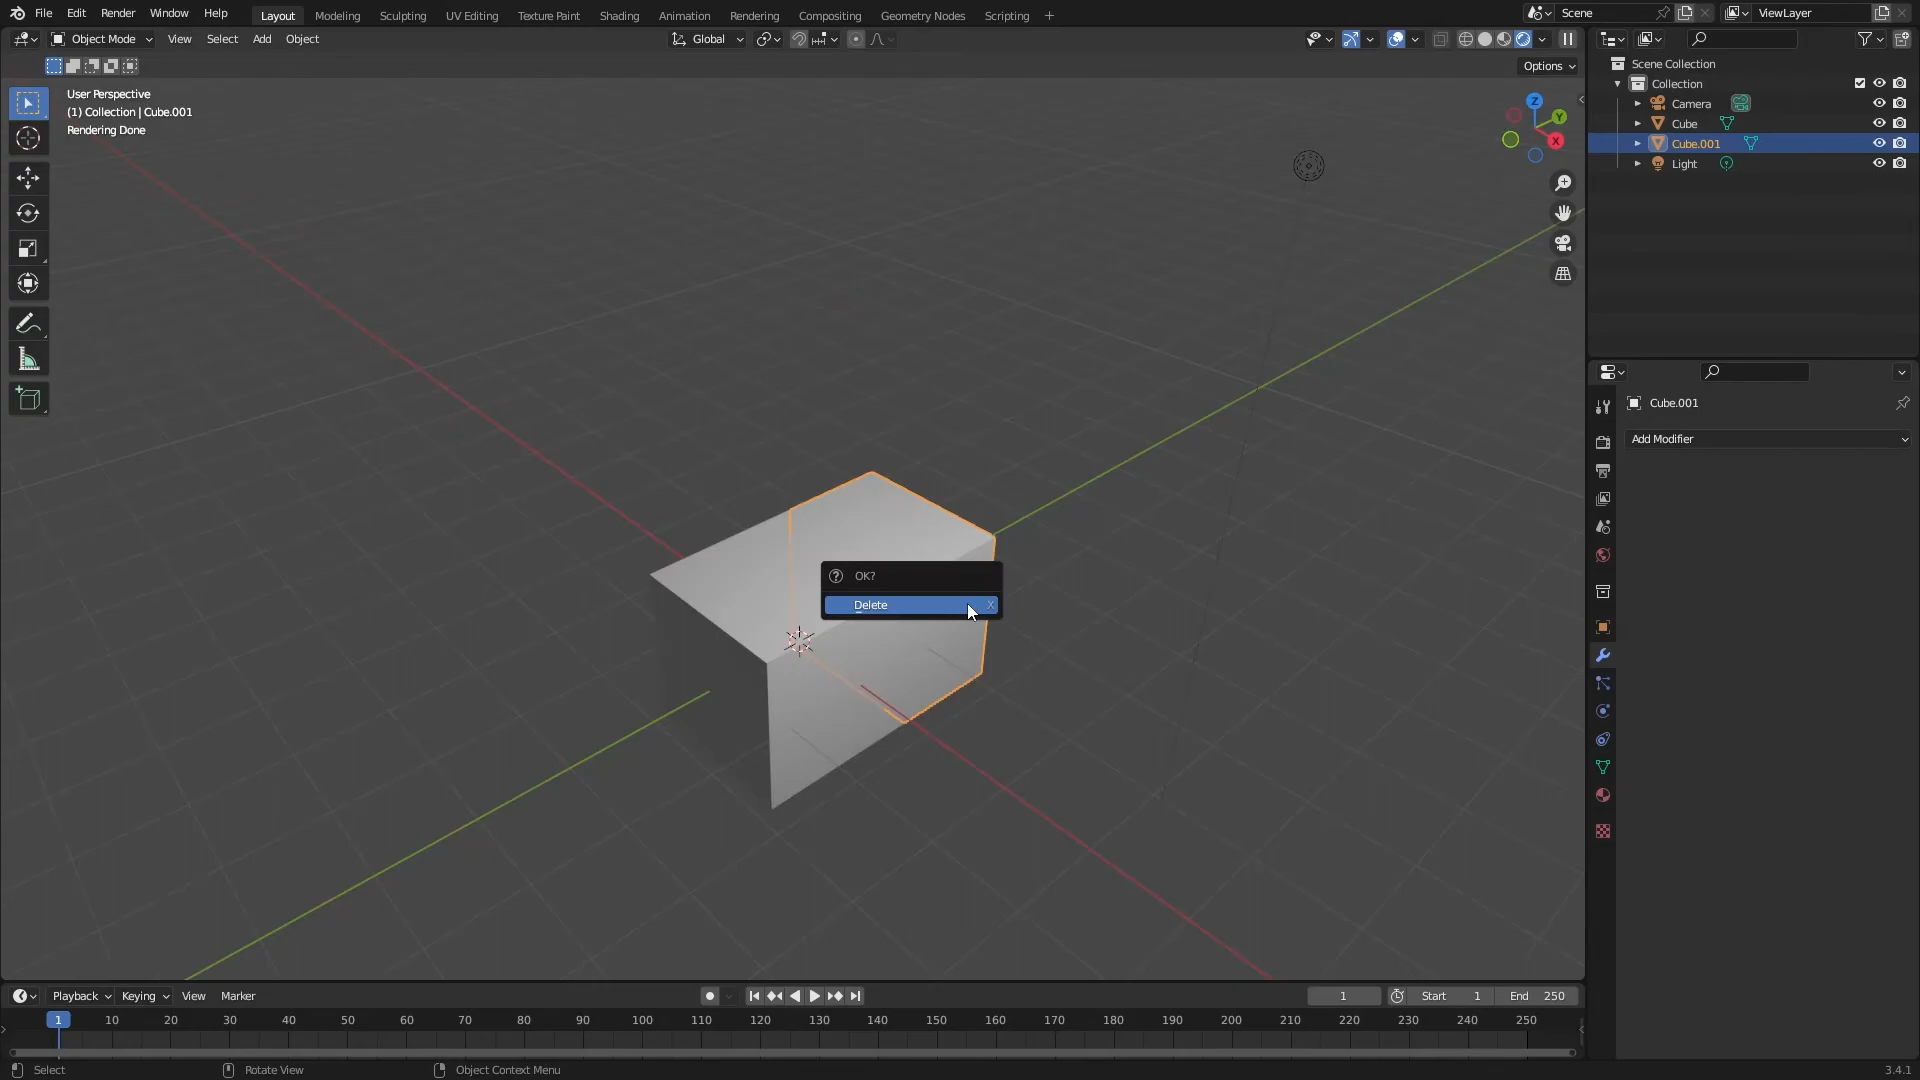 File Edit Render Window Help
Layout Modeling Sculpting UV Editing Texture Paint Shading Animation Rendering Compositing Geometry Nodes Scripting +
Scene
ViewLayer
Object Mode View Select Add Object
Global
Options
User Perspective
(1) Collection | Cube.001
Rendering Done
Z
Y
X
Scene Collection
Collection
Camera
Cube
Cube.001
Light
Cube.001
Add Modifier
OK?
Delete X
Playback Keying View Marker
1
Start 1
End 250
1 10 20 30 40 50 60 70 80 90 100 110 120 130 140 150 160 170 180 190 200 210 220 230 240 250
Select
Rotate View
Object Context Menu
3.4.1